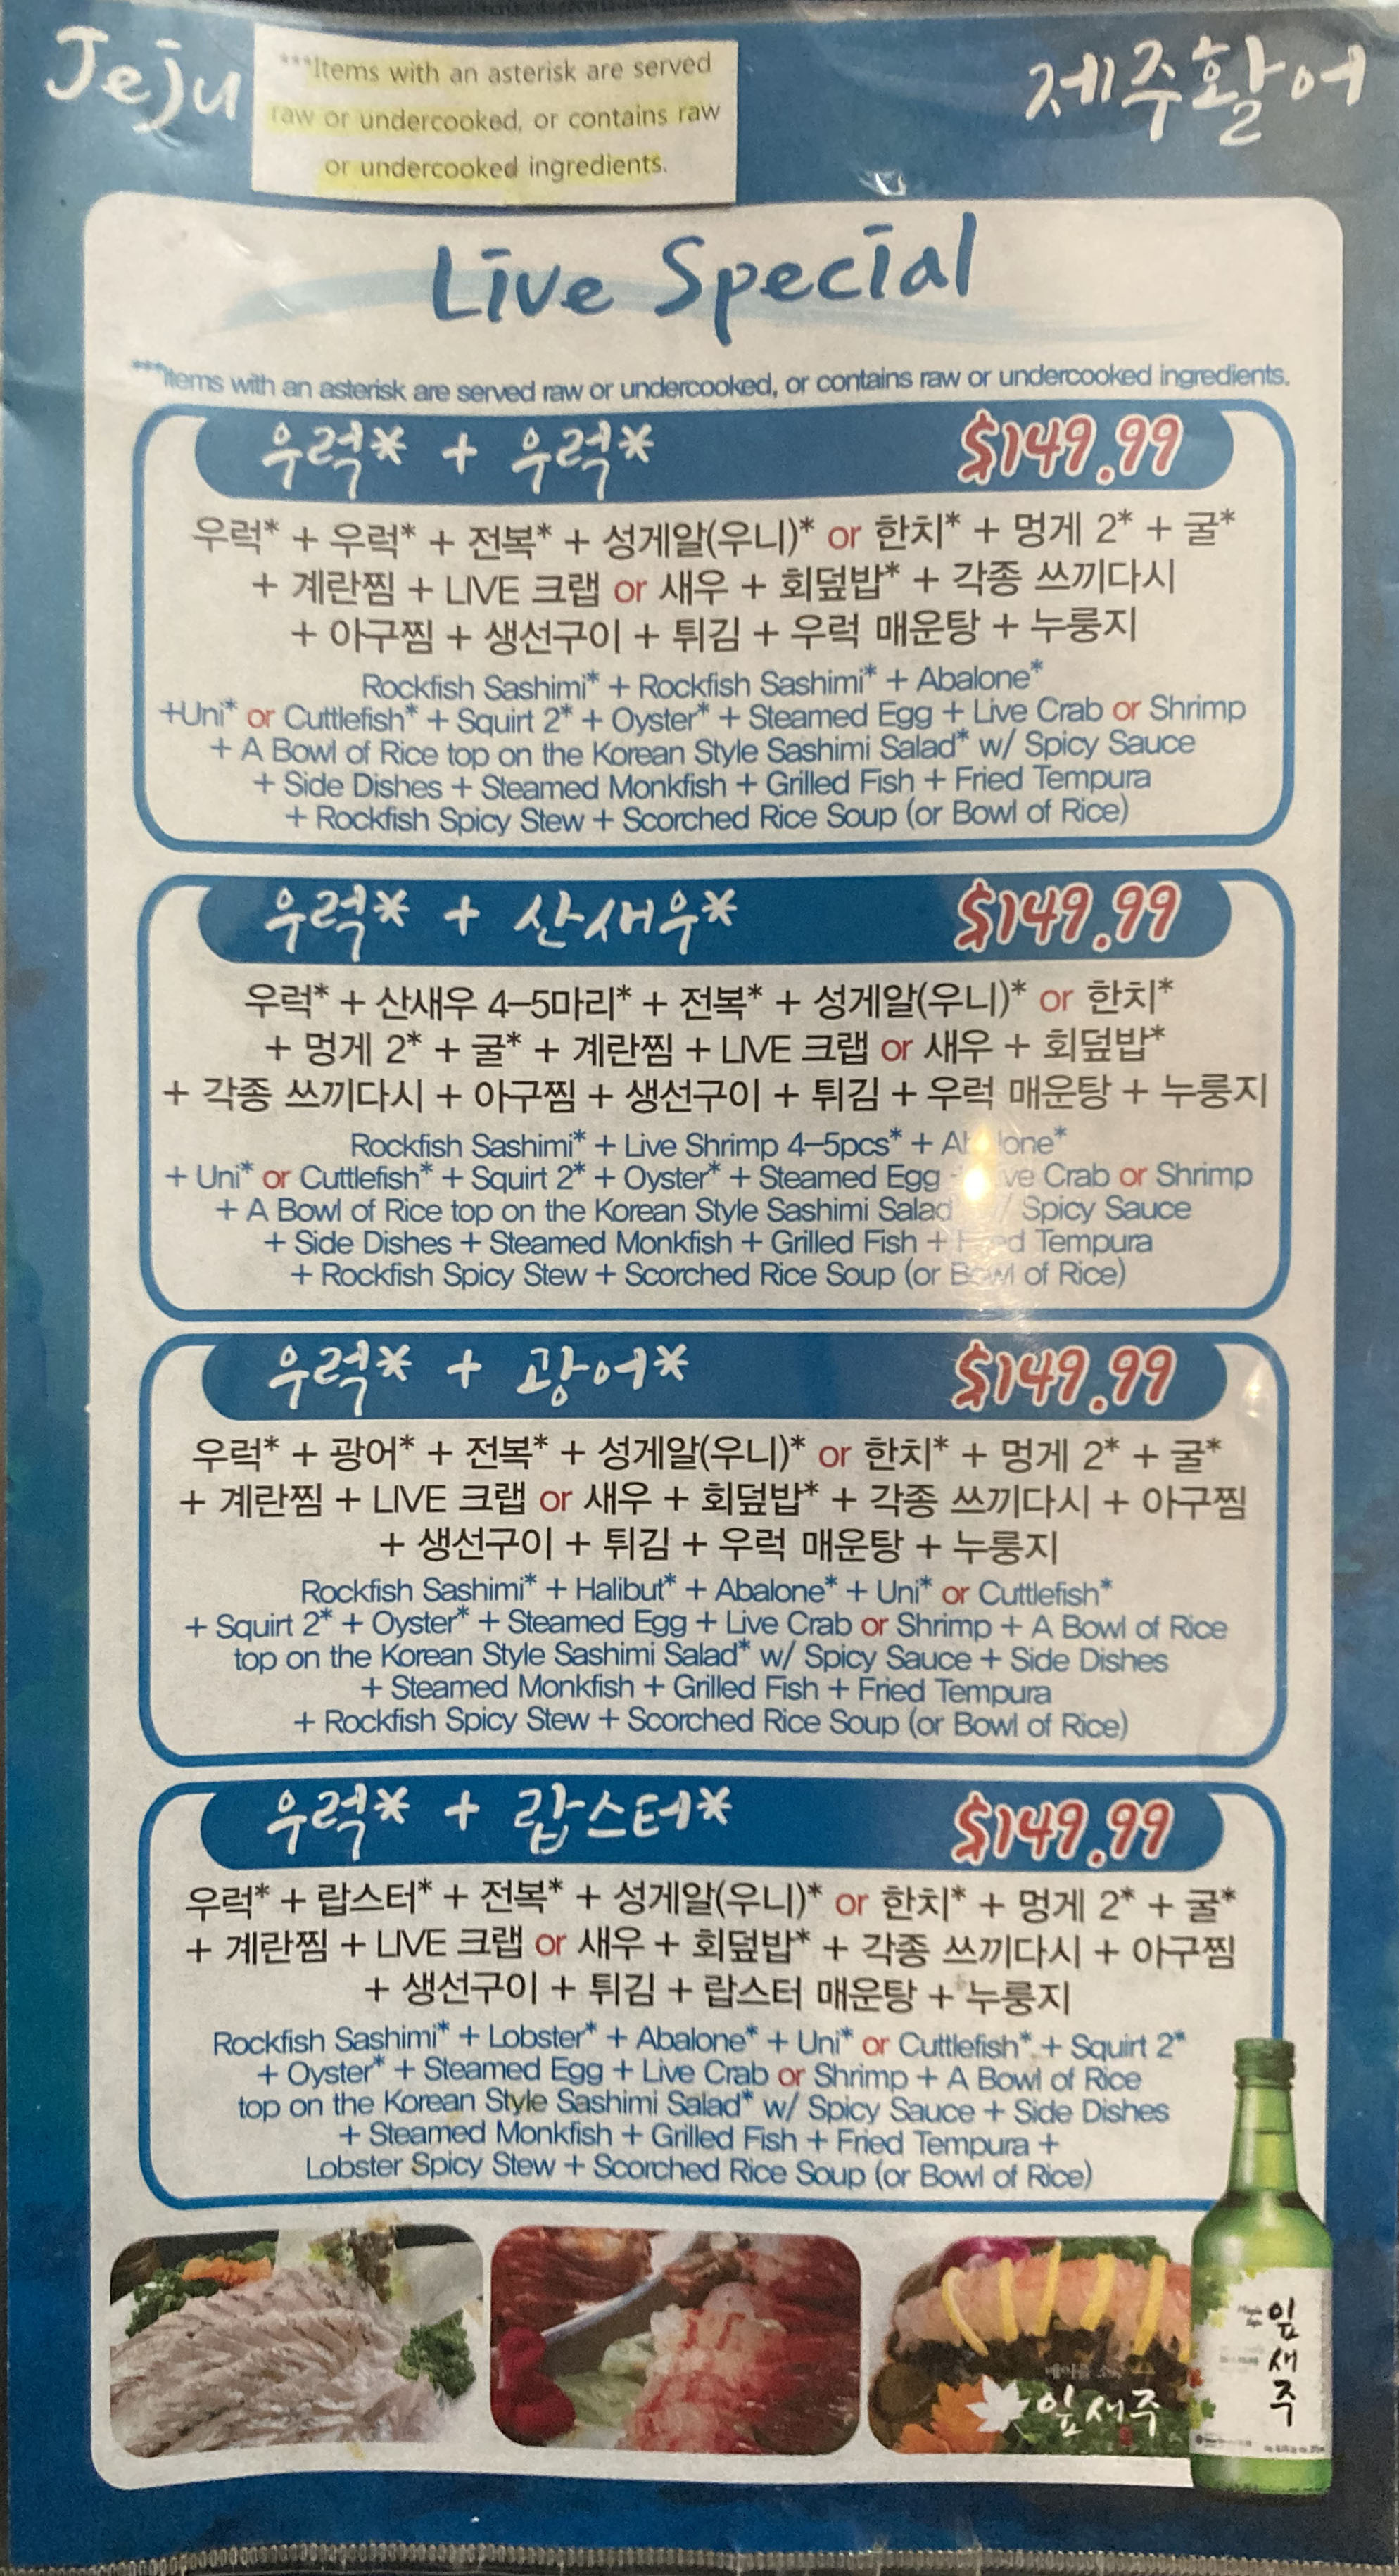 Jeju
***Items with an asterisk are served
raw or undercooked, or contains raw
or undercooked ingredients.
제주활어
Live Special
***Items with an asterisk are served raw or undercooked, or contains raw or undercooked ingredients.
우럭* + 우럭* $149.99
우럭* + 우럭* + 전복* + 성게알(우니)* or 한치* + 멍게 2* + 굴*
+ 계란찜 + LIVE 크랩 or 새우 + 회덮밥* + 각종 쓰끼다시
+ 아구찜 + 생선구이 + 튀김 + 우럭 매운탕 + 누룽지
Rockfish Sashimi* + Rockfish Sashimi* + Abalone*
+Uni* or Cuttlefish* + Squirt 2* + Oyster* + Steamed Egg + Live Crab or Shrimp
+ A Bowl of Rice top on the Korean Style Sashimi Salad* w/ Spicy Sauce
+ Side Dishes + Steamed Monkfish + Grilled Fish + Fried Tempura
+ Rockfish Spicy Stew + Scorched Rice Soup (or Bowl of Rice)
우럭* + 산새우* $149.99
우럭* + 산새우 4–5마리* + 전복* + 성게알(우니)* or 한치*
+ 멍게 2* + 굴* + 계란찜 + LIVE 크랩 or 새우 + 회덮밥*
+ 각종 쓰끼다시 + 아구찜 + 생선구이 + 튀김 + 우럭 매운탕 + 누룽지
Rockfish Sashimi* + Live Shrimp 4–5pcs* + Abalone*
+ Uni* or Cuttlefish* + Squirt 2* + Oyster* + Steamed Egg + Live Crab or Shrimp
+ A Bowl of Rice top on the Korean Style Sashimi Salad w/ Spicy Sauce
+ Side Dishes + Steamed Monkfish + Grilled Fish + Fried Tempura
+ Rockfish Spicy Stew + Scorched Rice Soup (or Bowl of Rice)
우럭* + 광어* $149.99
우럭* + 광어* + 전복* + 성게알(우니)* or 한치* + 멍게 2* + 굴*
+ 계란찜 + LIVE 크랩 or 새우 + 회덮밥* + 각종 쓰끼다시 + 아구찜
+ 생선구이 + 튀김 + 우럭 매운탕 + 누룽지
Rockfish Sashimi* + Halibut* + Abalone* + Uni* or Cuttlefish*
+ Squirt 2* + Oyster* + Steamed Egg + Live Crab or Shrimp + A Bowl of Rice
top on the Korean Style Sashimi Salad* w/ Spicy Sauce + Side Dishes
+ Steamed Monkfish + Grilled Fish + Fried Tempura
+ Rockfish Spicy Stew + Scorched Rice Soup (or Bowl of Rice)
우럭* + 랍스터* $149.99
우럭* + 랍스터* + 전복* + 성게알(우니)* or 한치* + 멍게 2* + 굴*
+ 계란찜 + LIVE 크랩 or 새우 + 회덮밥* + 각종 쓰끼다시 + 아구찜
+ 생선구이 + 튀김 + 랍스터 매운탕 + 누룽지
Rockfish Sashimi* + Lobster* + Abalone* + Uni* or Cuttlefish* + Squirt 2*
+ Oyster* + Steamed Egg + Live Crab or Shrimp + A Bowl of Rice
top on the Korean Style Sashimi Salad* w/ Spicy Sauce + Side Dishes
+ Steamed Monkfish + Grilled Fish + Fried Tempura +
Lobster Spicy Stew + Scorched Rice Soup (or Bowl of Rice)
잎새주
잎새주